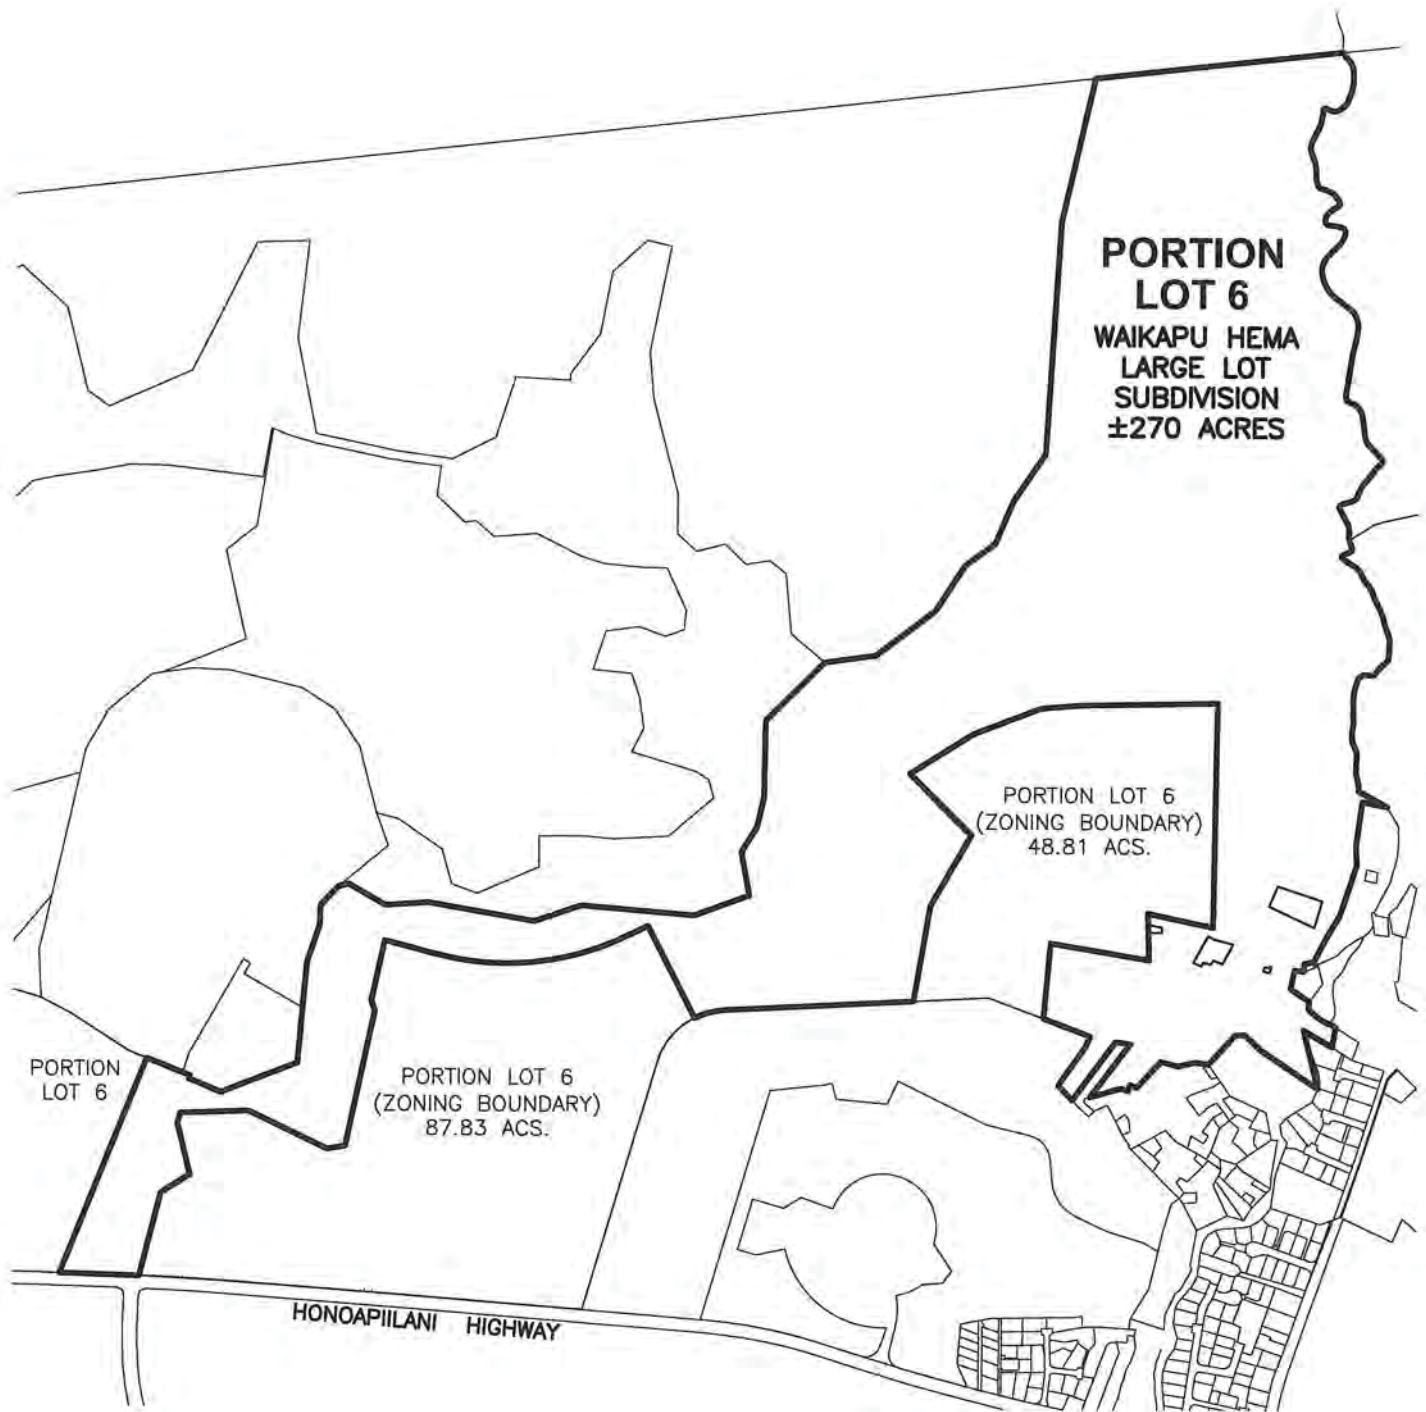 PORTION
LOT 6
WAIKAPU HEMA
LARGE LOT
SUBDIVISION
±270 ACRES
PORTION LOT 6
(ZONING BOUNDARY)
48.81 ACS.
PORTION
LOT 6
PORTION LOT 6
(ZONING BOUNDARY)
87.83 ACS.
HONOAPIILANI HIGHWAY